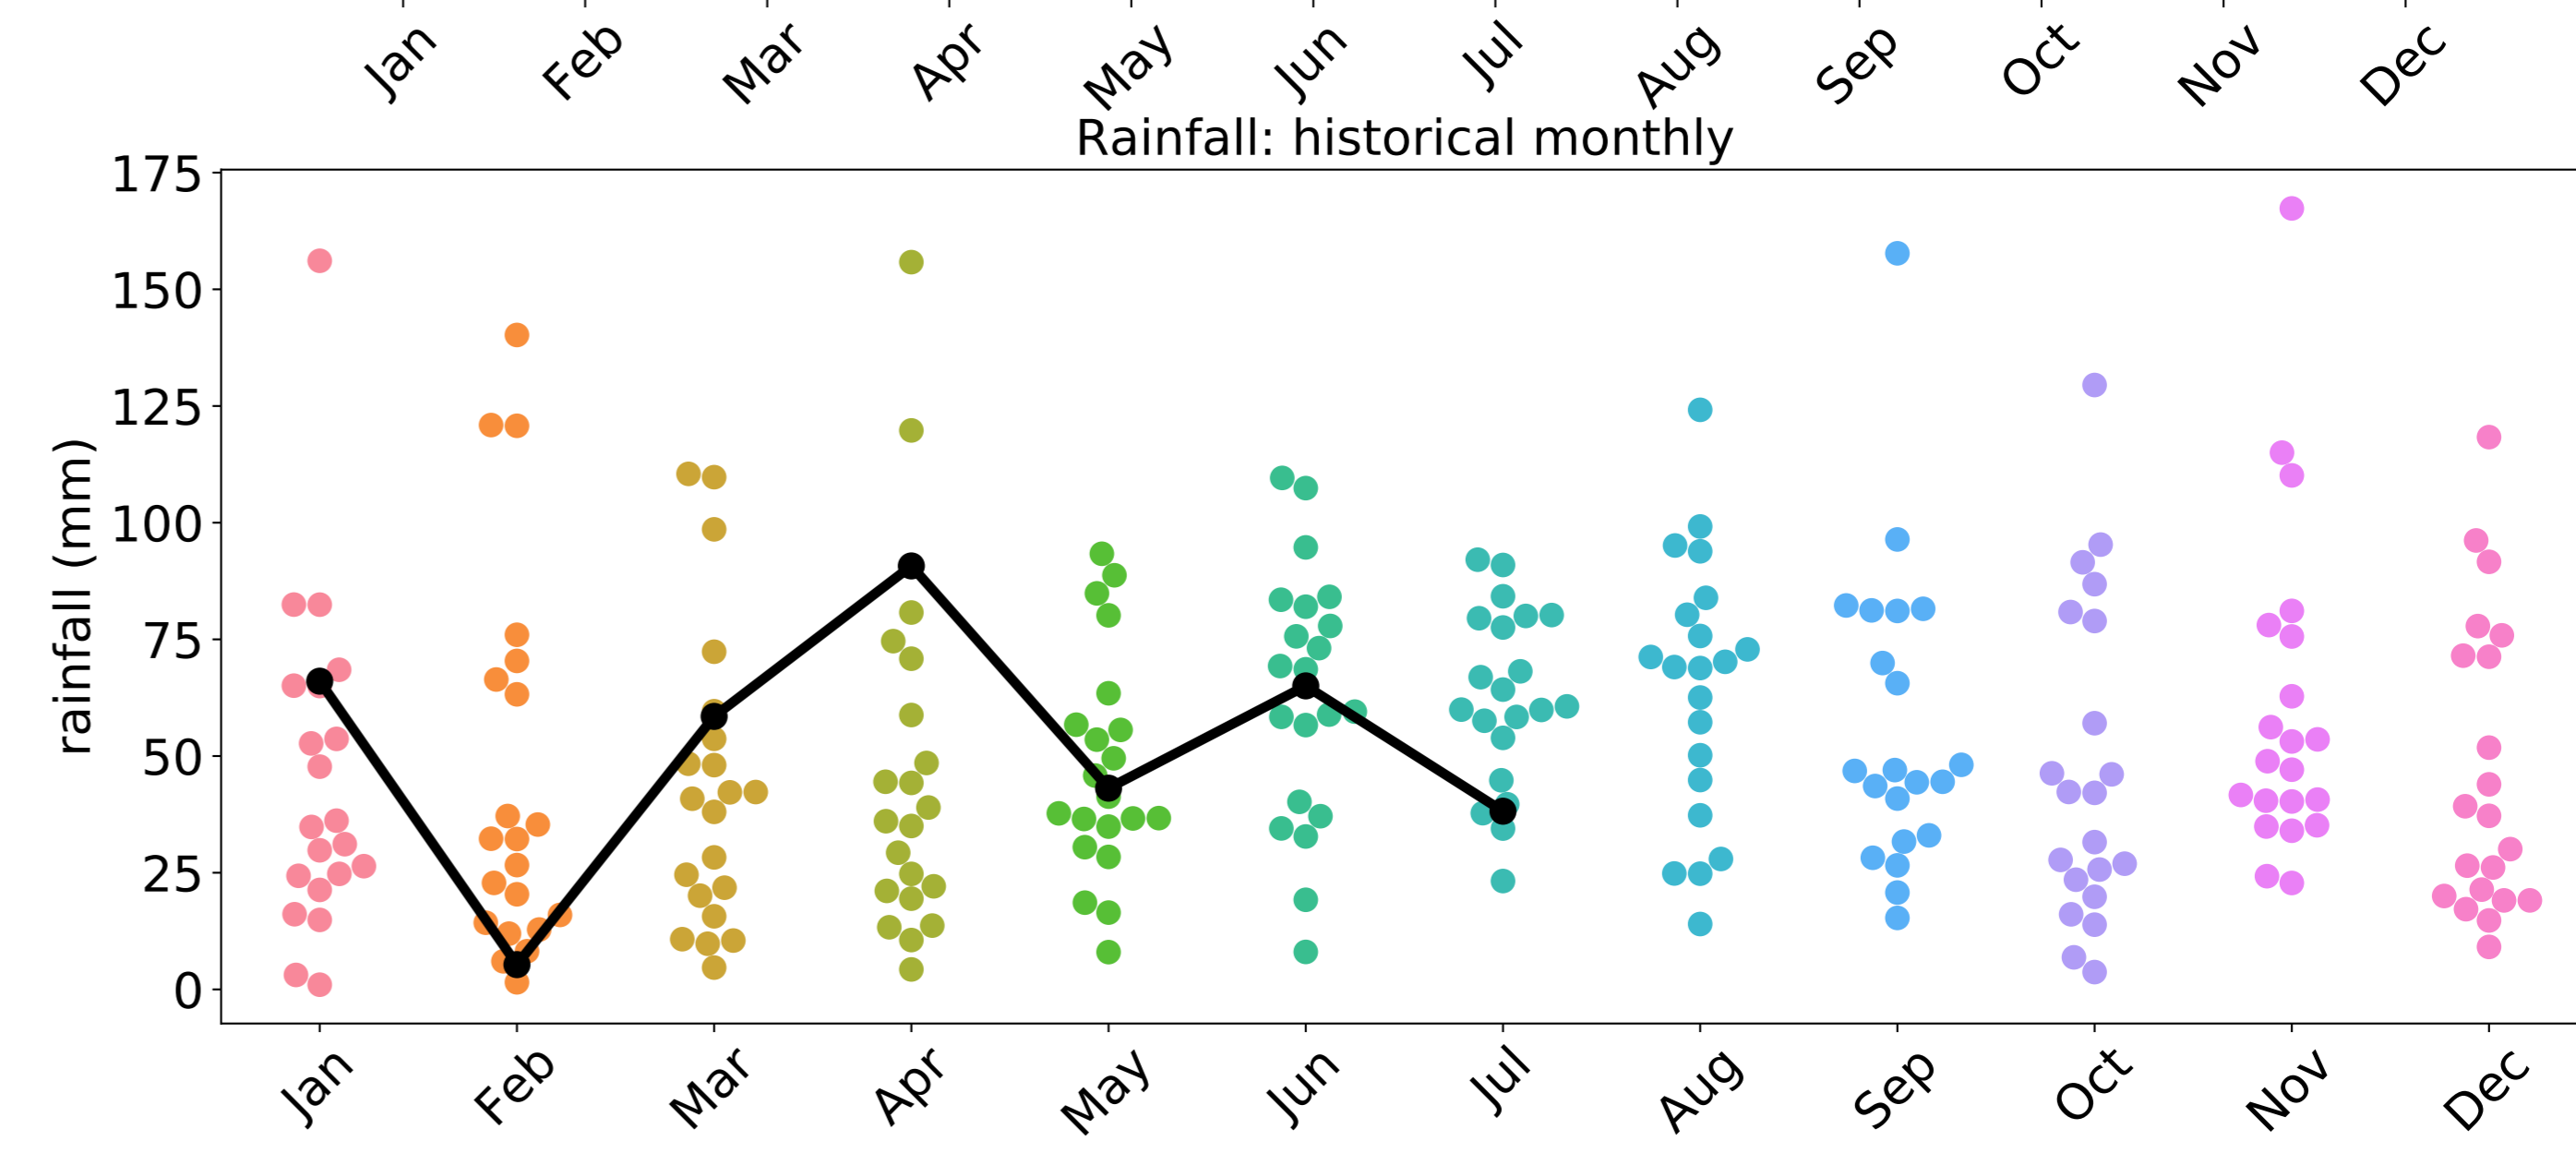 Jan Feb Mar Apr May Jun Jul Aug Sep Oct Nov Dec
Rainfall: historical monthly
175
150
125
100
75
50
25
0
rainfall (mm)
Jan Feb Mar Apr May Jun Jul Aug Sep Oct Nov Dec